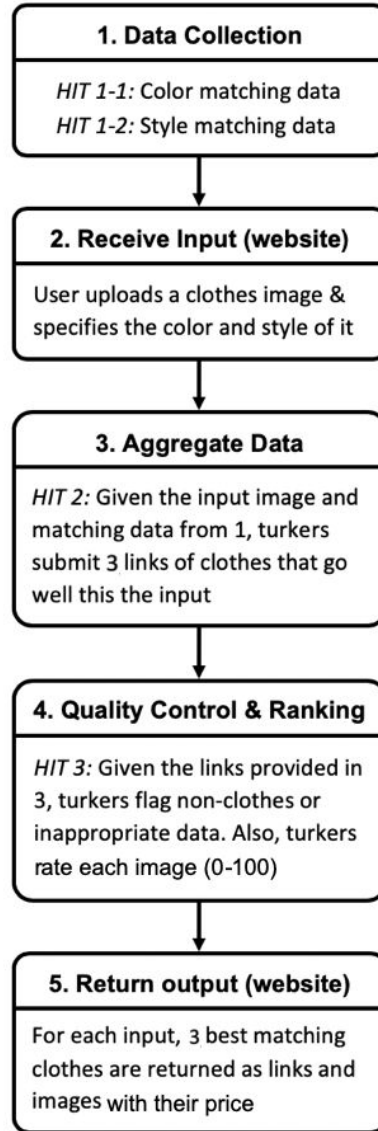 1. Data Collection
HIT 1-1: Color matching data
HIT 1-2: Style matching data
2. Receive Input (website)
User uploads a clothes image &
specifies the color and style of it
3. Aggregate Data
HIT 2: Given the input image and
matching data from 1, turkers
submit 3 links of clothes that go
well this the input
4. Quality Control & Ranking
HIT 3: Given the links provided in
3, turkers flag non-clothes or
inappropriate data. Also, turkers
rate each image (0-100)
5. Return output (website)
For each input, 3 best matching
clothes are returned as links and
images with their price